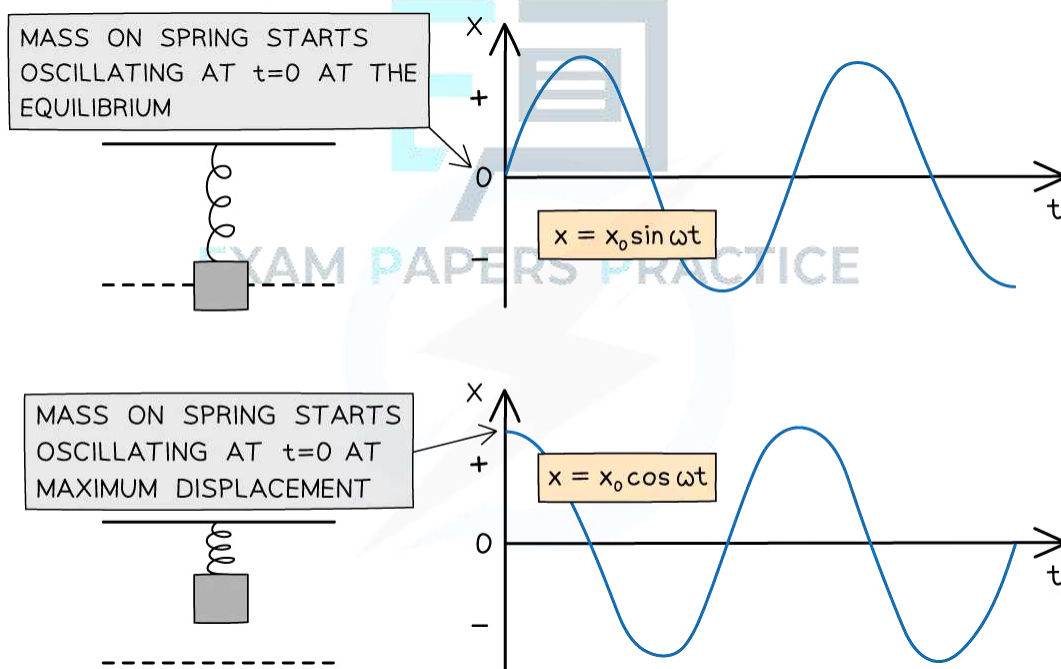 MASS ON SPRING STARTS
OSCILLATING AT t=0 AT THE
EQUILIBRIUM
x
+
0
−
t
x = x₀ sin ωt
EXAM PAPERS PRACTICE
MASS ON SPRING STARTS
OSCILLATING AT t=0 AT
MAXIMUM DISPLACEMENT
x
+
0
−
t
x = x₀ cos ωt